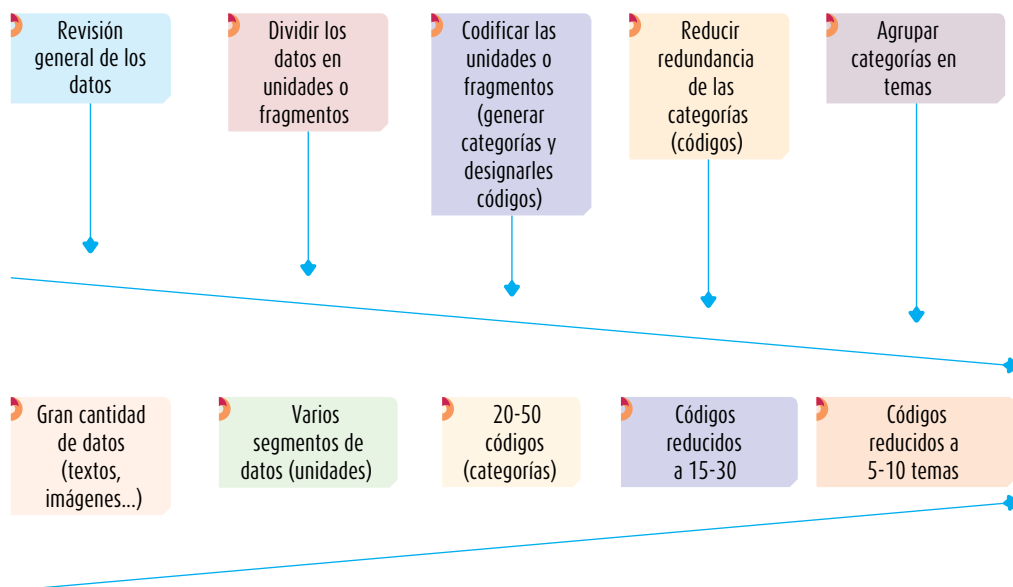 Revisión
general de los
datos
Dividir los
datos en
unidades o
fragmentos
Codificar las
unidades o
fragmentos
(generar
categorías y
designarles
códigos)
Reducir
redundancia
de las
categorías
(códigos)
Agrupar
categorías en
temas
Gran cantidad
de datos
(textos,
imágenes...)
Varios
segmentos de
datos (unidades)
20-50
códigos
(categorías)
Códigos
reducidos
a 15-30
Códigos
reducidos a
5-10 temas